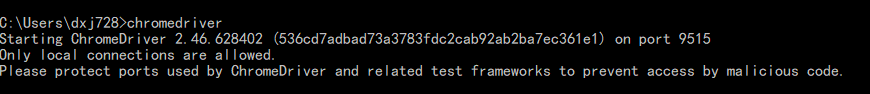 C:\Users\dxj728>chromedriver
Starting ChromeDriver 2.46.628402 (536cd7adbad73a3783fdc2cab92ab2ba7ec361e1) on port 9515
Only local connections are allowed.
Please protect ports used by ChromeDriver and related test frameworks to prevent access by malicious code.